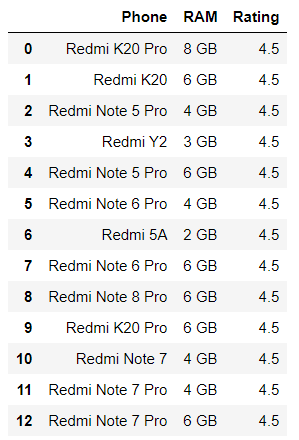 Phone RAM Rating
0 Redmi K20 Pro 8 GB 4.5
1 Redmi K20 6 GB 4.5
2 Redmi Note 5 Pro 4 GB 4.5
3 Redmi Y2 3 GB 4.5
4 Redmi Note 5 Pro 6 GB 4.5
5 Redmi Note 6 Pro 4 GB 4.5
6 Redmi 5A 2 GB 4.5
7 Redmi Note 6 Pro 6 GB 4.5
8 Redmi Note 8 Pro 6 GB 4.5
9 Redmi K20 Pro 6 GB 4.5
10 Redmi Note 7 4 GB 4.5
11 Redmi Note 7 Pro 4 GB 4.5
12 Redmi Note 7 Pro 6 GB 4.5